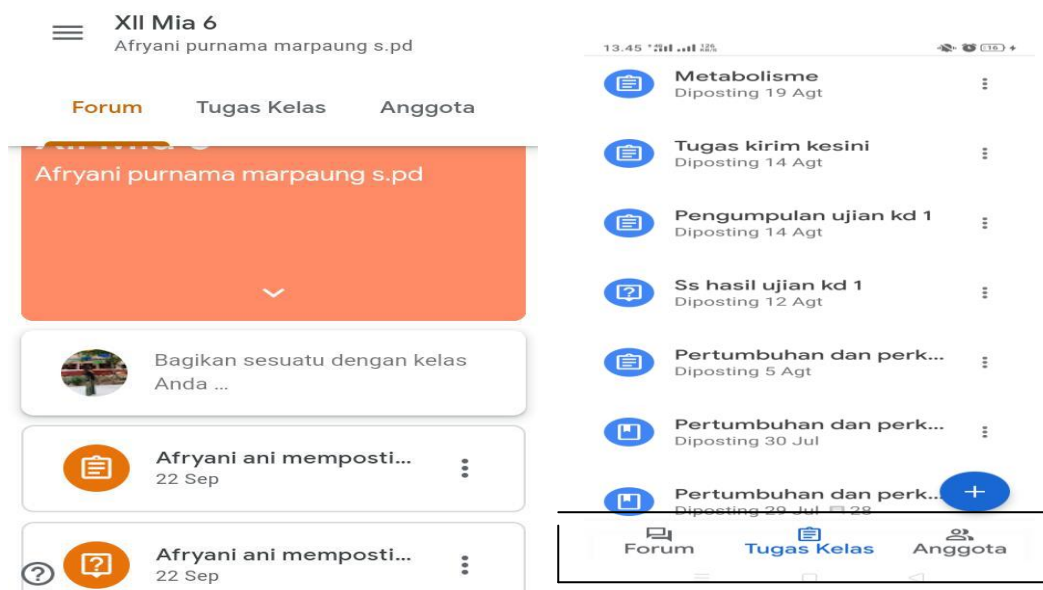 XII Mia 6
Afryani purnama marpaung s.pd
Forum Tugas Kelas Anggota
Afryani purnama marpaung s.pd
Bagikan sesuatu dengan kelas
Anda ...
Afryani ani memposti...
22 Sep
Afryani ani memposti...
22 Sep
13.45
Metabolisme
Diposting 19 Agt
Tugas kirim kesini
Diposting 14 Agt
Pengumpulan ujian kd 1
Diposting 14 Agt
Ss hasil ujian kd 1
Diposting 12 Agt
Pertumbuhan dan perk...
Diposting 5 Agt
Pertumbuhan dan perk...
Diposting 30 Jul
Pertumbuhan dan perk...
Diposting 29 Jul 28
Forum Tugas Kelas Anggota